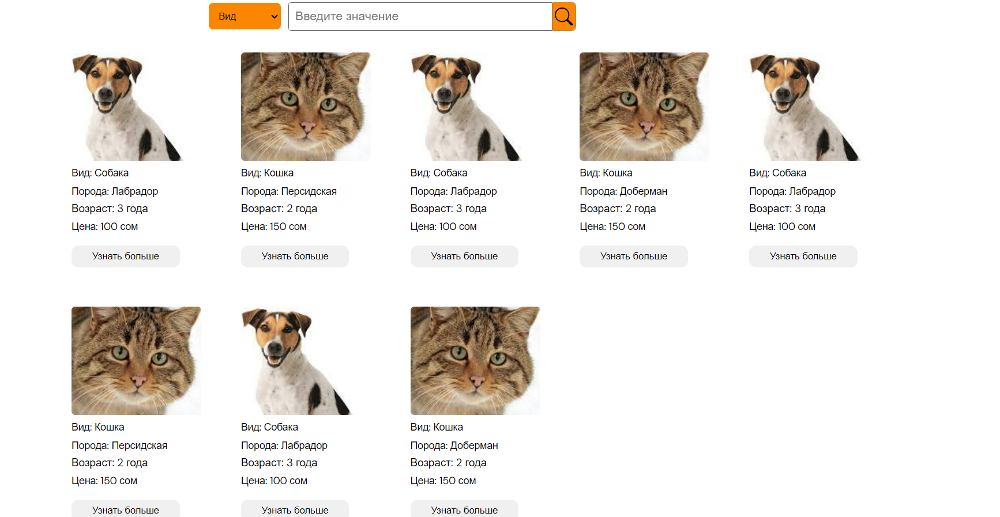 Вид
Введите значение
Вид: Собака
Порода: Лабрадор
Возраст: 3 года
Цена: 100 сом
Узнать больше
Вид: Кошка
Порода: Персидская
Возраст: 2 года
Цена: 150 сом
Узнать больше
Вид: Собака
Порода: Лабрадор
Возраст: 3 года
Цена: 100 сом
Узнать больше
Вид: Кошка
Порода: Доберман
Возраст: 2 года
Цена: 150 сом
Узнать больше
Вид: Собака
Порода: Лабрадор
Возраст: 3 года
Цена: 100 сом
Узнать больше
Вид: Кошка
Порода: Персидская
Возраст: 2 года
Цена: 150 сом
Узнать больше
Вид: Собака
Порода: Лабрадор
Возраст: 3 года
Цена: 100 сом
Узнать больше
Вид: Кошка
Порода: Доберман
Возраст: 2 года
Цена: 150 сом
Узнать больше